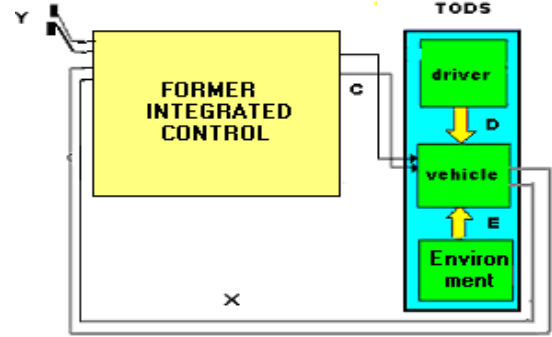 Y
TODS
FORMER
INTEGRATED
CONTROL
C
driver
D
vehicle
E
Environ
ment
X